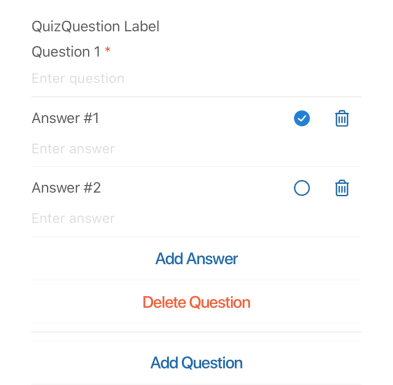 QuizQuestion Label
Question 1 *
Enter question
Answer #1
Enter answer
Answer #2
Enter answer
Add Answer
Delete Question
Add Question